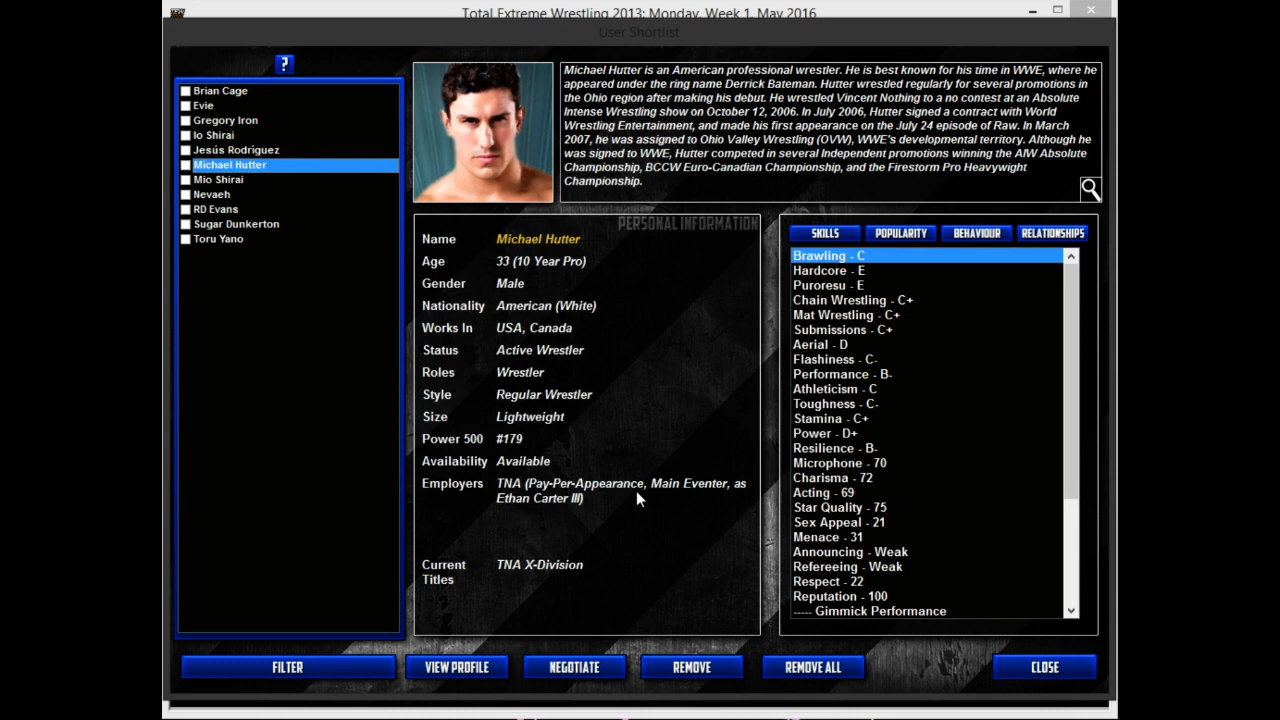 Total Extreme Wrestling 2013: Monday, Week 1, May 2016
User Shortlist
?
Brian Cage
Evie
Gregory Iron
Io Shirai
Jesús Rodriguez
Michael Hutter
Mio Shirai
Nevaeh
RD Evans
Sugar Dunkerton
Toru Yano
Michael Hutter is an American professional wrestler. He is best known for his time in WWE, where he
appeared under the ring name Derrick Bateman. Hutter wrestled regularly for several promotions in
the Ohio region after making his debut. He wrestled Vincent Nothing to a no contest at an Absolute
Intense Wrestling show on October 12, 2006. In July 2006, Hutter signed a contract with World
Wrestling Entertainment, and made his first appearance on the July 24 episode of Raw. In March
2007, he was assigned to Ohio Valley Wrestling (OVW), WWE's developmental territory. Although he
was signed to WWE, Hutter competed in several Independent promotions winning the AIW Absolute
Championship, BCCW Euro-Canadian Championship, and the Firestorm Pro Heavywight
Championship.
PERSONAL INFORMATION
Name Michael Hutter
Age 33 (10 Year Pro)
Gender Male
Nationality American (White)
Works In USA, Canada
Status Active Wrestler
Roles Wrestler
Style Regular Wrestler
Size Lightweight
Power 500 #179
Availability Available
Employers TNA (Pay-Per-Appearance, Main Eventer, as
Ethan Carter III)
Current TNA X-Division
Titles
SKILLS POPULARITY BEHAVIOUR RELATIONSHIPS
Brawling - C
Hardcore - E
Puroresu - E
Chain Wrestling - C+
Mat Wrestling - C+
Submissions - C+
Aerial - D
Flashiness - C-
Performance - B-
Athleticism - C
Toughness - C-
Stamina - C+
Power - D+
Resilience - B-
Microphone - 70
Charisma - 72
Acting - 69
Star Quality - 75
Sex Appeal - 21
Menace - 31
Announcing - Weak
Refereeing - Weak
Respect - 22
Reputation - 100
----- Gimmick Performance
FILTER VIEW PROFILE NEGOTIATE REMOVE REMOVE ALL CLOSE